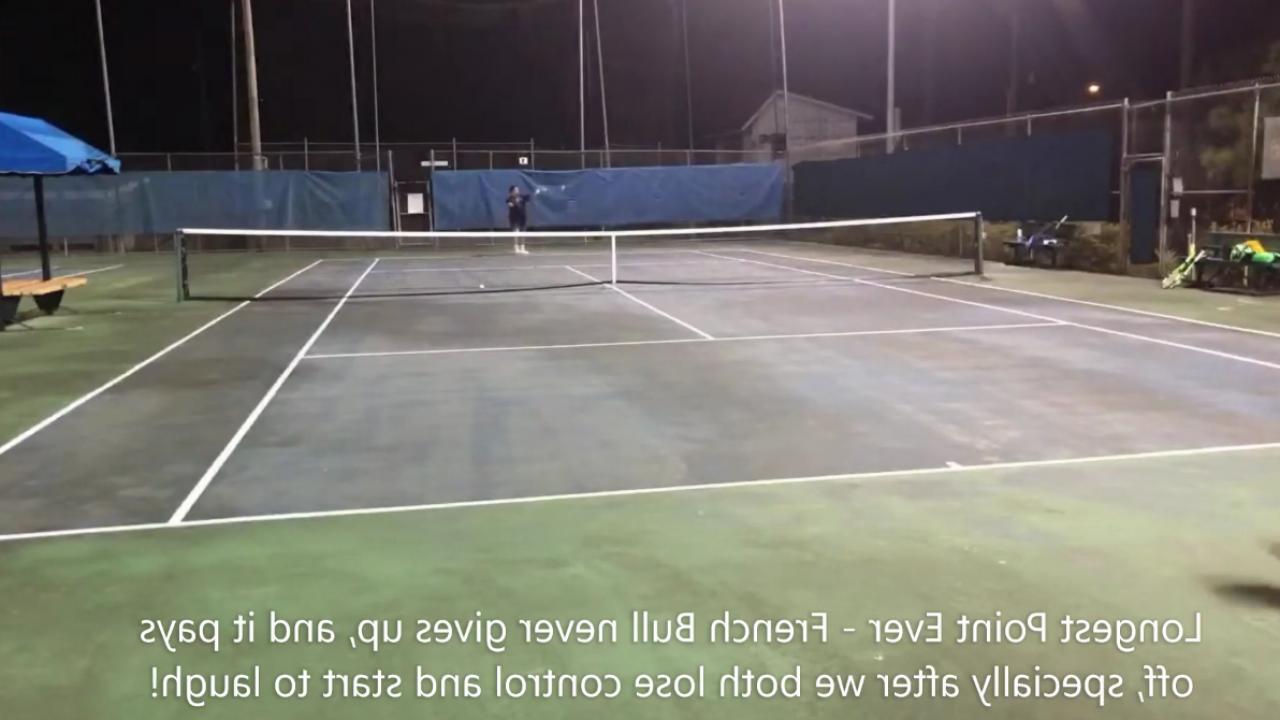 Longest Point Ever - French Bull never gives up, and it pays
off, specially after we both lose control and start to laugh!